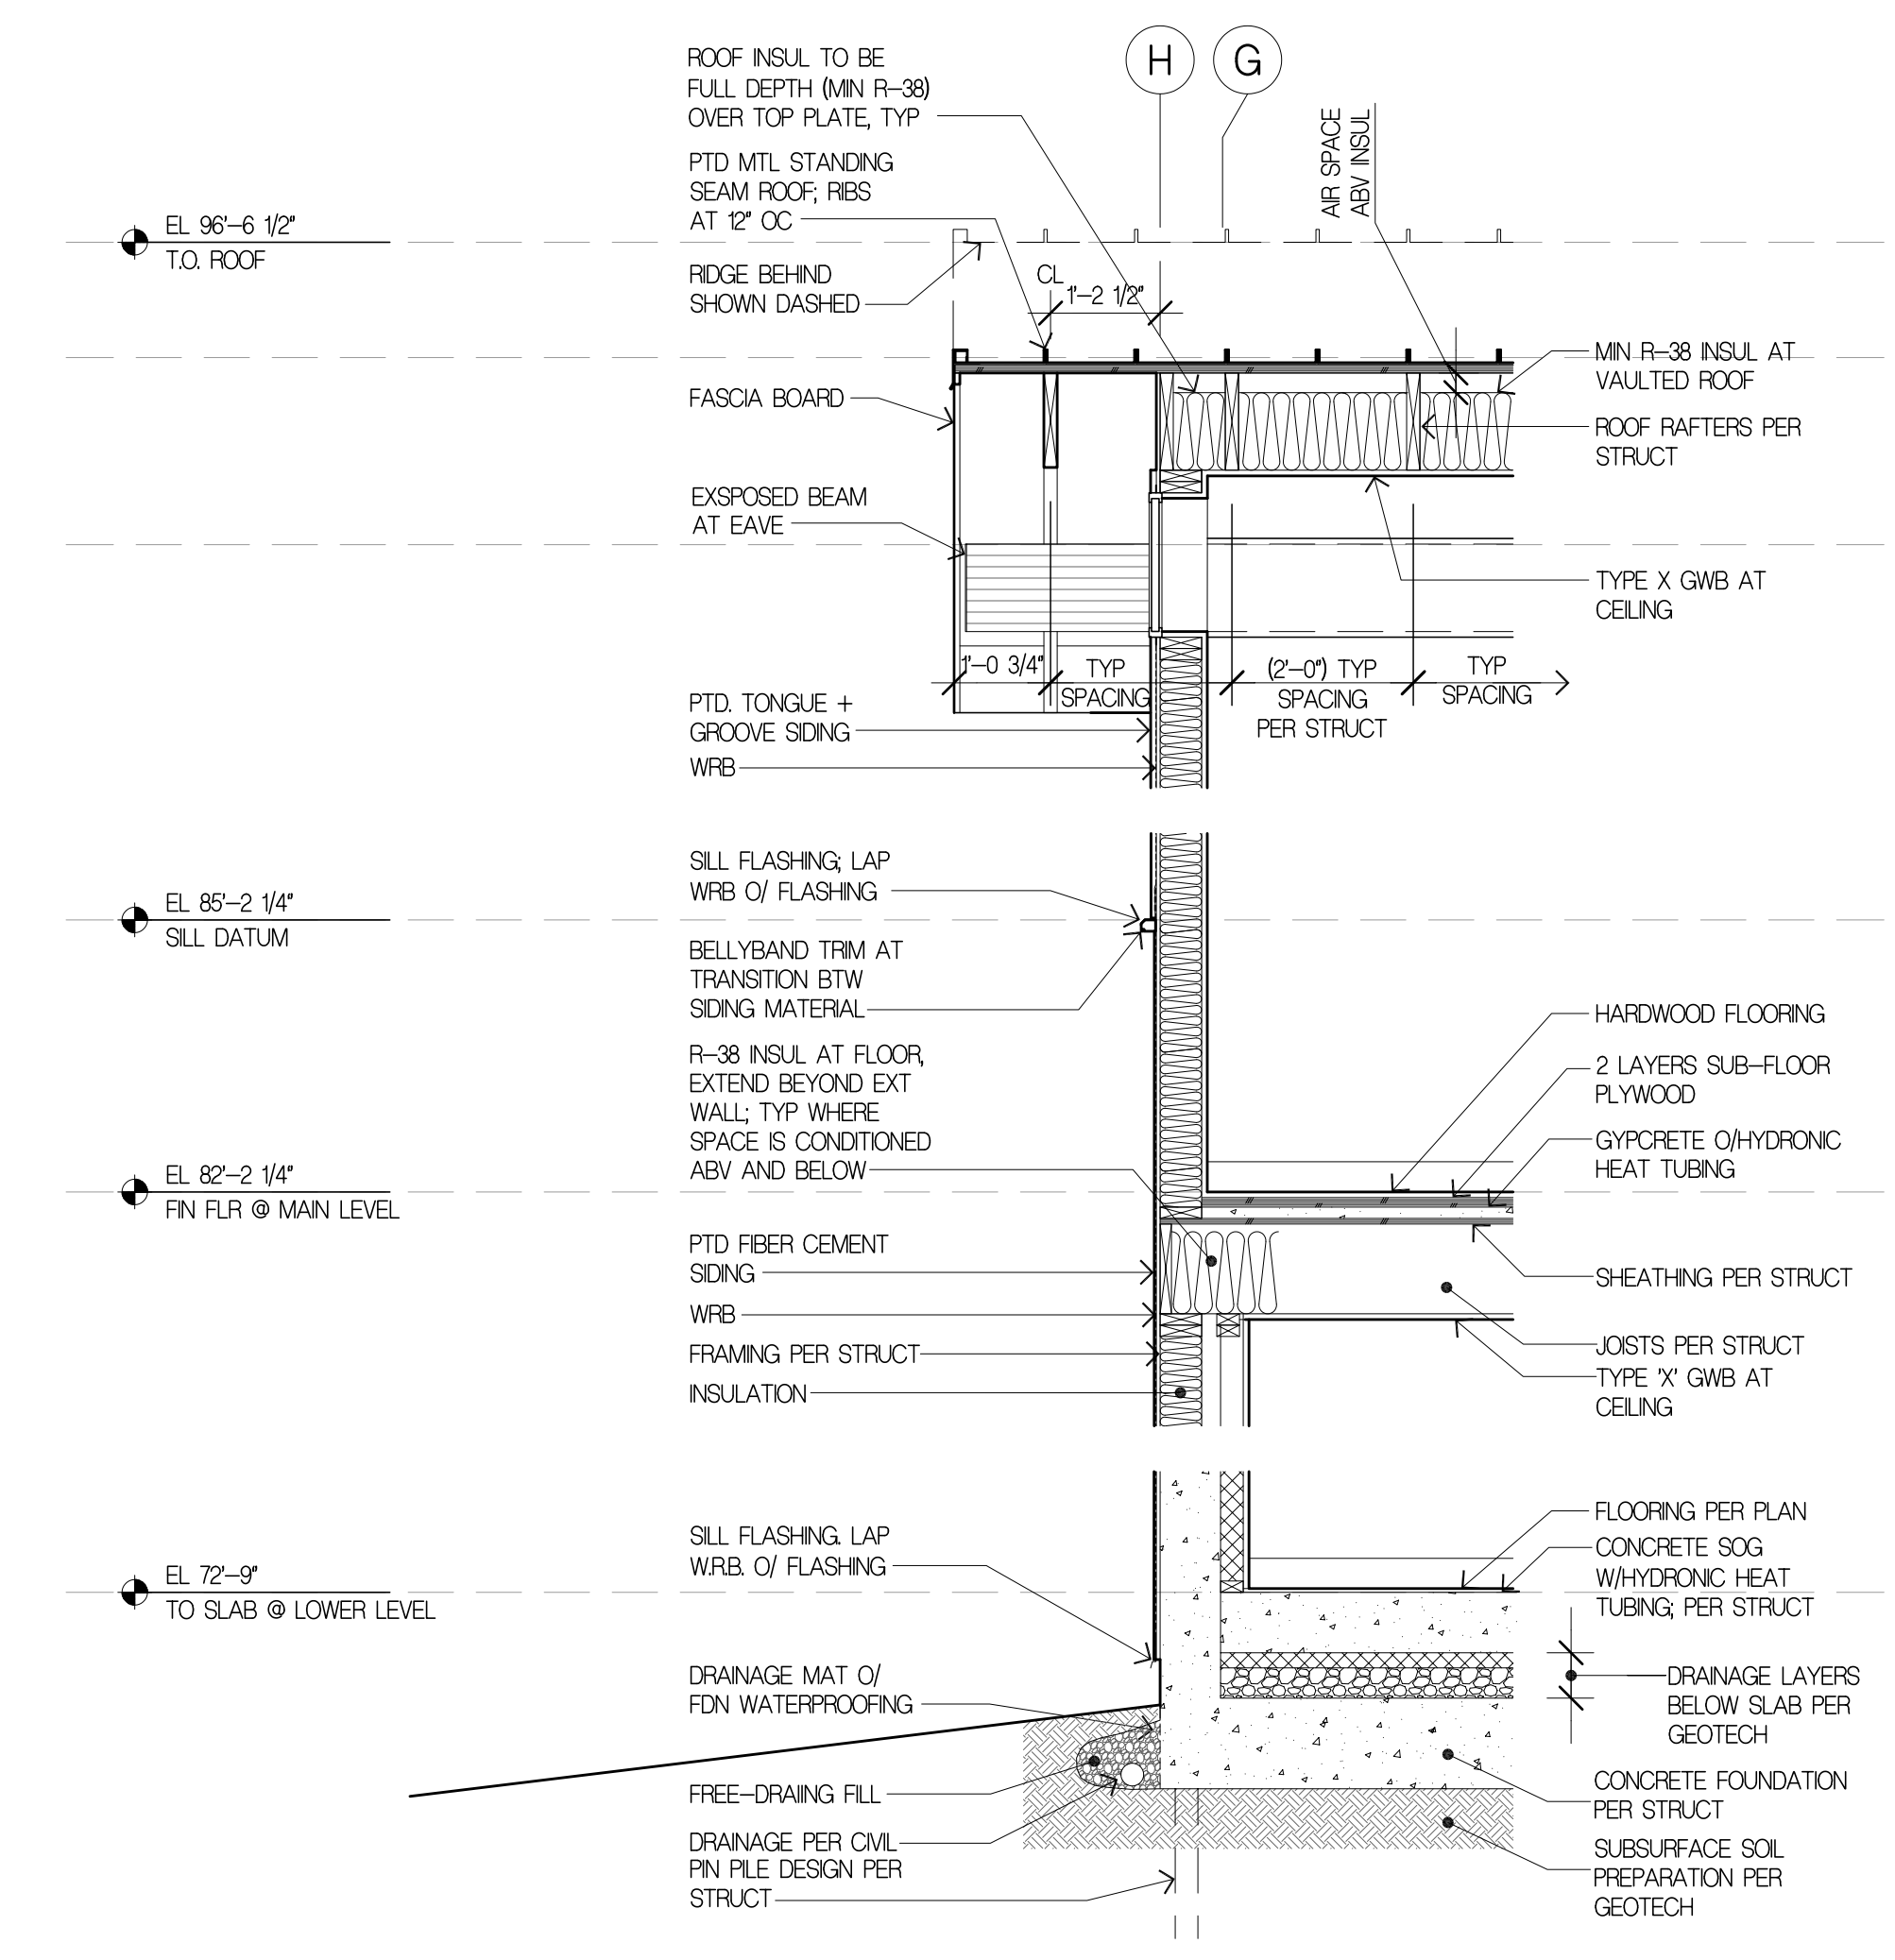 H
G
ROOF INSUL TO BE
FULL DEPTH (MIN R-38)
OVER TOP PLATE, TYP
AIR SPACE
ABV INSUL
PTD MTL STANDING
SEAM ROOF; RIBS
AT 12" OC
EL 96'-6 1/2"
T.O. ROOF
RIDGE BEHIND
SHOWN DASHED
CL
1'-2 1/2"
MIN R-38 INSUL AT
VAULTED ROOF
FASCIA BOARD
ROOF RAFTERS PER
STRUCT
EXSPOSED BEAM
AT EAVE
TYPE X GWB AT
CEILING
1'-0 3/4"
TYP
SPACING
(2'-0") TYP
SPACING
PER STRUCT
TYP
SPACING
PTD. TONGUE +
GROOVE SIDING
WRB
SILL FLASHING; LAP
WRB O/ FLASHING
EL 85'-2 1/4"
SILL DATUM
BELLYBAND TRIM AT
TRANSITION BTW
SIDING MATERIAL
HARDWOOD FLOORING
R-38 INSUL AT FLOOR,
EXTEND BEYOND EXT
WALL; TYP WHERE
SPACE IS CONDITIONED
ABV AND BELOW
2 LAYERS SUB-FLOOR
PLYWOOD
GYPCRETE O/HYDRONIC
HEAT TUBING
EL 82'-2 1/4"
FIN FLR @ MAIN LEVEL
PTD FIBER CEMENT
SIDING
SHEATHING PER STRUCT
WRB
FRAMING PER STRUCT
JOISTS PER STRUCT
TYPE 'X' GWB AT
CEILING
INSULATION
FLOORING PER PLAN
SILL FLASHING. LAP
W.R.B. O/ FLASHING
CONCRETE SOG
W/HYDRONIC HEAT
TUBING; PER STRUCT
EL 72'-9"
TO SLAB @ LOWER LEVEL
DRAINAGE MAT O/
FDN WATERPROOFING
DRAINAGE LAYERS
BELOW SLAB PER
GEOTECH
FREE-DRAING FILL
CONCRETE FOUNDATION
PER STRUCT
DRAINAGE PER CIVIL
PIN PILE DESIGN PER
STRUCT
SUBSURFACE SOIL
PREPARATION PER
GEOTECH